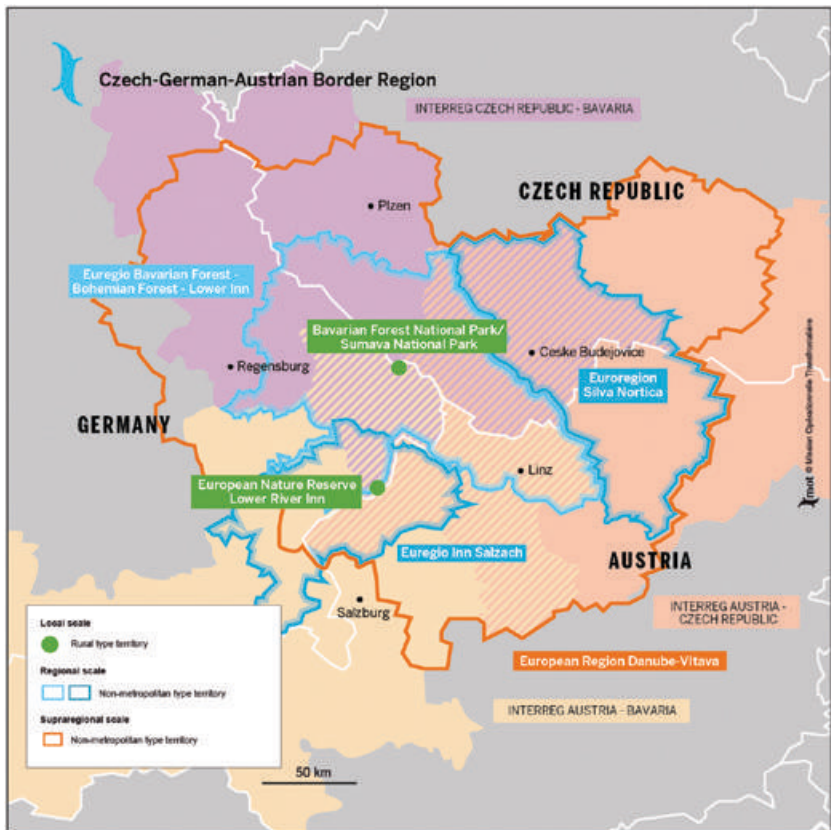 Czech-German-Austrian Border Region
INTERREG CZECH REPUBLIC - BAVARIA
CZECH REPUBLIC
Plzen
Euregio Bavarian Forest -
Bohemian Forest - Lower Inn
Bavarian Forest National Park/
Sumava National Park
Ceske Budejovice
Regensburg
Euroregion
Silva Nortica
GERMANY
Linz
European Nature Reserve
Lower River Inn
Euregio Inn Salzach
AUSTRIA
Salzburg
INTERREG AUSTRIA -
CZECH REPUBLIC
European Region Danube-Vltava
INTERREG AUSTRIA - BAVARIA
Local scale
Rural type territory
Regional scale
Non-metropolitan type territory
Supraregional scale
Non-metropolitan type territory
50 km
mot © Mission Opérationnelle Transfrontalière